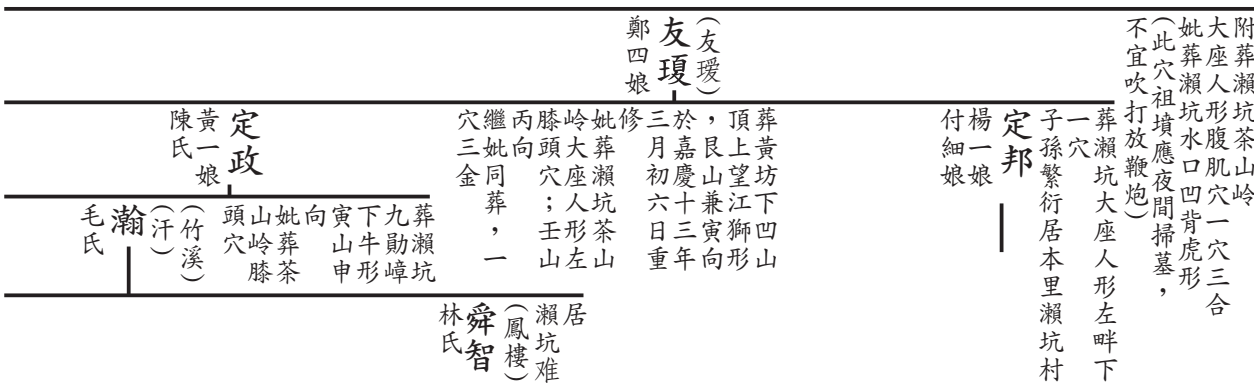 附葬瀨坑茶山岭
大座人形腹肌穴一穴三合
妣葬瀨坑水口凹背虎形
(此穴祖墳應夜間掃墓，
不宜吹打放鞭炮)
(友瑷)
友瓊
鄭四娘
葬瀨坑大座人形左畔下
一穴
子孫繁衍居本里瀨坑村
定邦
楊一娘
付細娘
葬黃坊下凹山
頂上望江獅形
，艮山兼寅向
於嘉慶十三年
三月初六日重
修
妣葬瀨坑茶山
岭大座人形左
膝頭穴；壬山
丙向
繼妣同葬，一
穴三金
定政
黃一娘
陳氏
葬瀨坑
九勛嶂
下牛形
寅山申
向
妣葬茶
山岭膝
頭穴
(竹溪)
(汗)
瀚
毛氏
居
瀨坑难
(鳳樓)
舜智
林氏